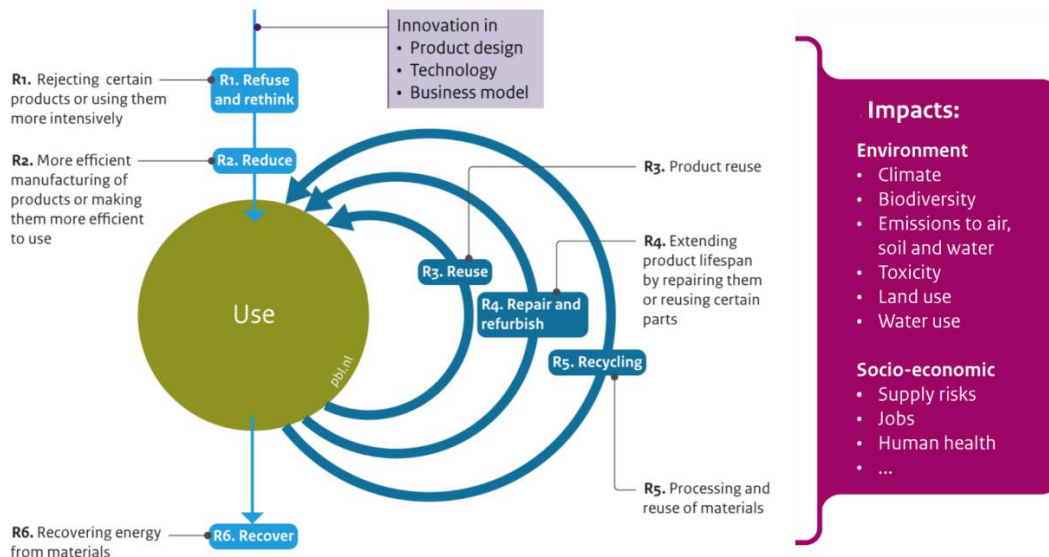 Innovation in
• Product design
• Technology
• Business model
R1. Rejecting certain
products or using them
more intensively
R1. Refuse
and rethink
R2. More efficient
manufacturing of
products or making
them more efficient
to use
R2. Reduce
Use
pbl.nl
R3. Reuse
R3. Product reuse
R4. Repair and
refurbish
R4. Extending
product lifespan
by repairing them
or reusing certain
parts
R5. Recycling
R5. Processing and
reuse of materials
R6. Recovering energy
from materials
R6. Recover
. Impacts:
Environment
• Climate
• Biodiversity
• Emissions to air,
soil and water
• Toxicity
• Land use
• Water use
Socio-economic
• Supply risks
• Jobs
• Human health
• ...